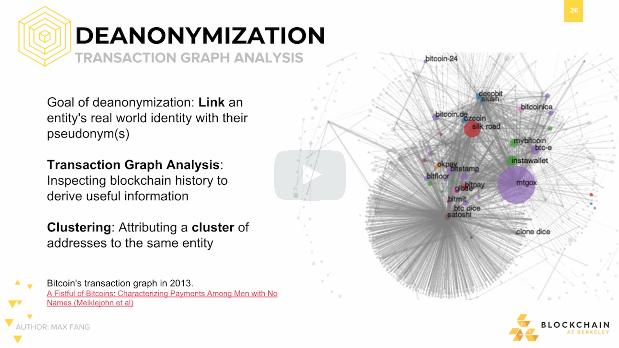 26
DEANONYMIZATION
TRANSACTION GRAPH ANALYSIS
Goal of deanonymization: Link an
entity's real world identity with their
pseudonym(s)
Transaction Graph Analysis:
Inspecting blockchain history to
derive useful information
Clustering: Attributing a cluster of
addresses to the same entity
Bitcoin's transaction graph in 2013.
A Fistful of Bitcoins: Characterizing Payments Among Men with No
Names (Meiklejohn et al)
AUTHOR: MAX FANG
bitcoin-24
deepbit
slush
bitcoinica
bitcoin.de
ozcoin
silk road
mybitcoin
btc-e
instawallet
okpay
bitstamp
bitfloor
bitpay
mtgox
bitmit
btc dice
satoshi
clone dice
BLOCKCHAIN
AT BERKELEY